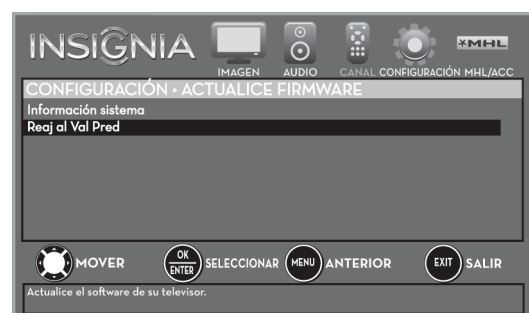 INSIGNIA
IMAGEN AUDIO CANAL CONFIGURACIÓN MHL/ACC
MHL
CONFIGURACIÓN • ACTUALICE FIRMWARE
Información sistema
Reaj al Val Pred
MOVER OK ENTER SELECCIONAR MENU ANTERIOR EXIT SALIR
Actualice el software de su televisor.